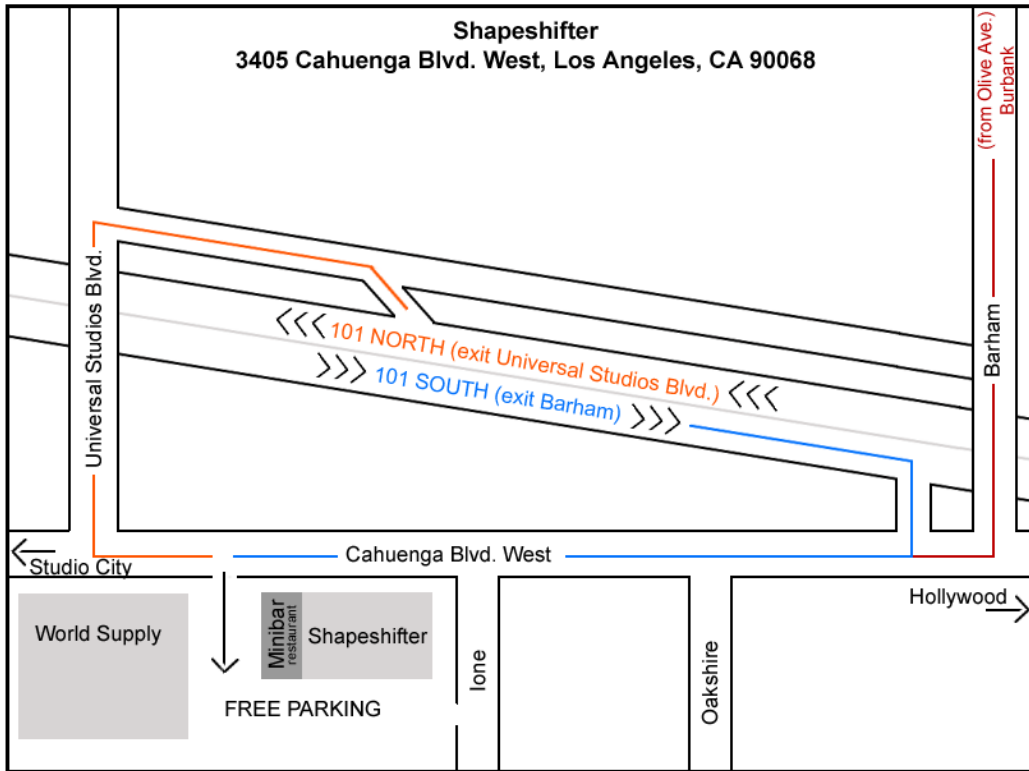 Shapeshifter
3405 Cahuenga Blvd. West, Los Angeles, CA 90068
(from Olive Ave.)
Burbank
Universal Studios Blvd.
Barham
101 NORTH (exit Universal Studios Blvd.)
101 SOUTH (exit Barham)
Cahuenga Blvd. West
Studio City
Hollywood
World Supply
Minibar
restaurant
Shapeshifter
Ione
Oakshire
FREE PARKING